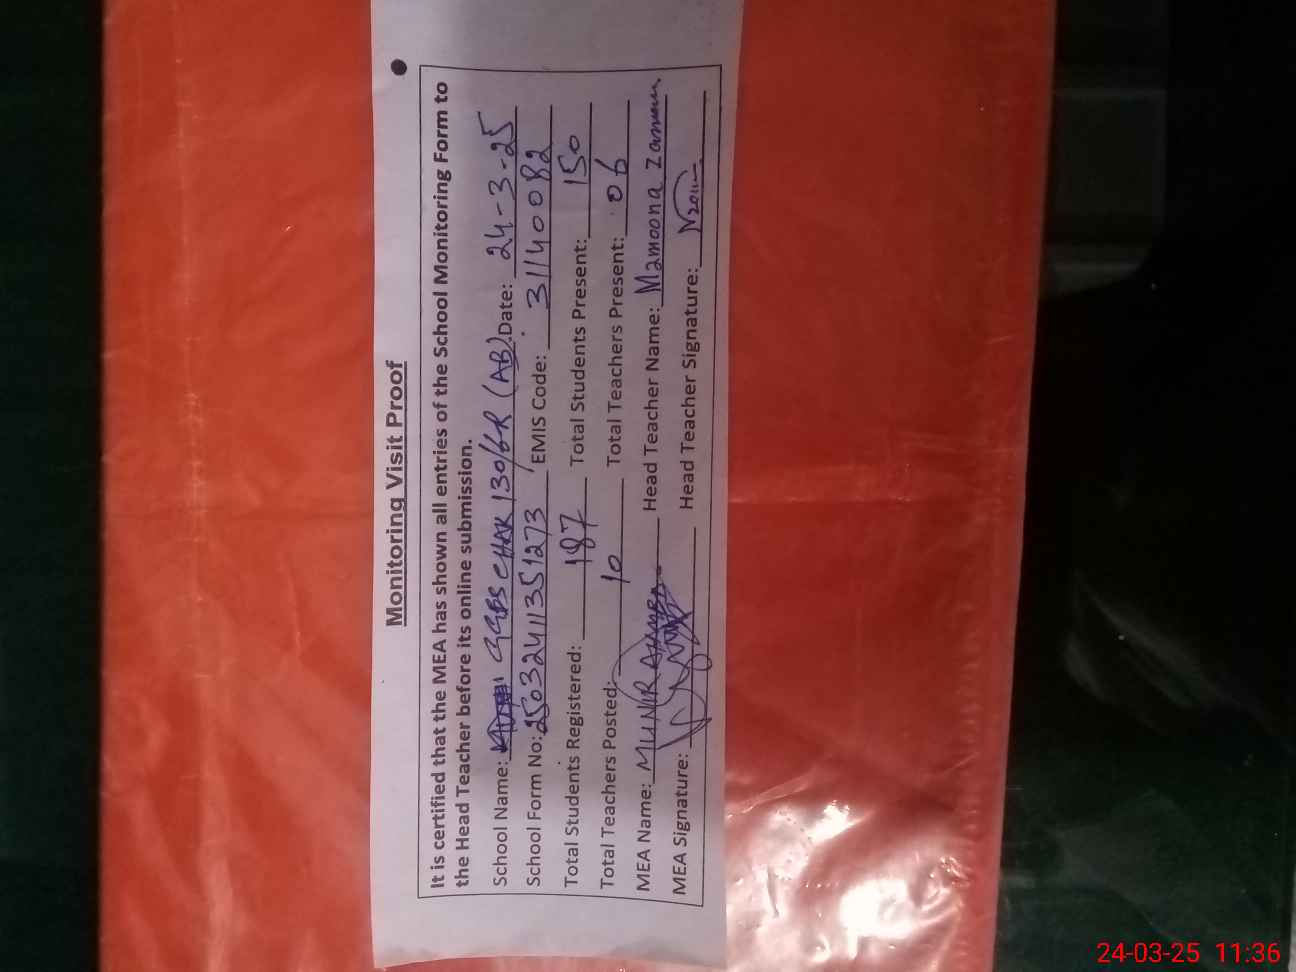 Monitoring Visit Proof
It is certified that the MEA has shown all entries of the School Monitoring Form to
the Head Teacher before its online submission.
School Name: GGES CHAK 130/6R (AB) Date: 24-3-25
School Form No: 25032411351273 EMIS Code: 31140082
Total Students Registered: 187 Total Students Present: 150
Total Teachers Posted: 10 Total Teachers Present: 06
MEA Name: MUNIR AHMED Head Teacher Name: Mamoona Zaman
MEA Signature: Head Teacher Signature:
24-03-25 11:36